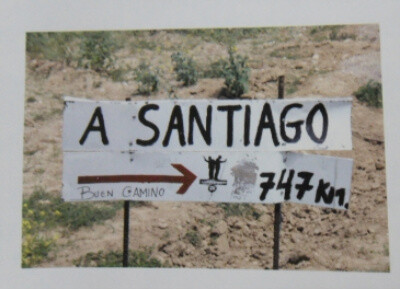 A SANTIAGO
BUEN CAMINO
747 Km.